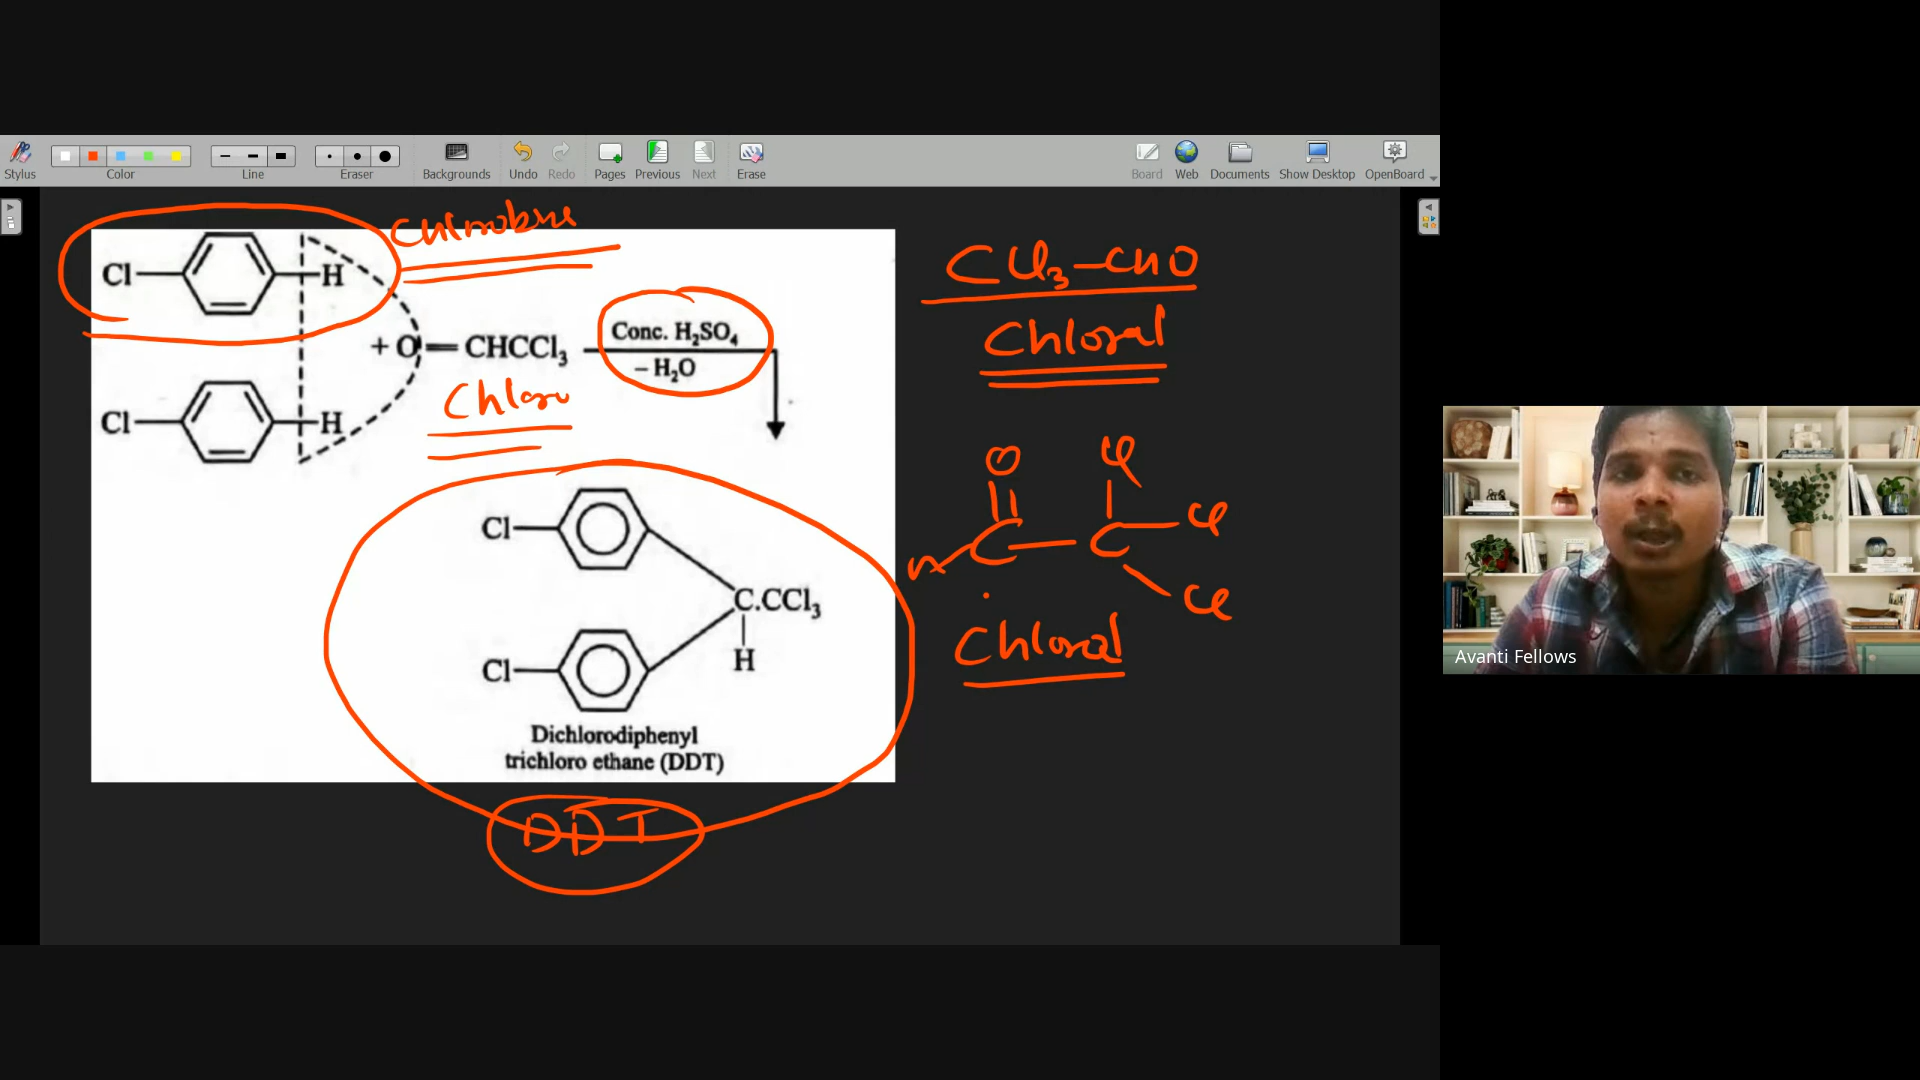 Stylus
Color
Line
Eraser
Backgrounds
Undo
Redo
Pages
Previous
Next
Erase
Board
Web
Documents
Show Desktop
OpenBoard
Cl H
+ O = CHCCl₃
Conc. H₂SO₄
– H₂O
Chloro
Cl H
Cl
C.CCl₃
H
Cl
Dichlorodiphenyl
trichloro ethane (DDT)
DDT
CCl₃–CHO
Chloral
O Cl
C — C — Cl
Cl
Chloral
Avanti Fellows